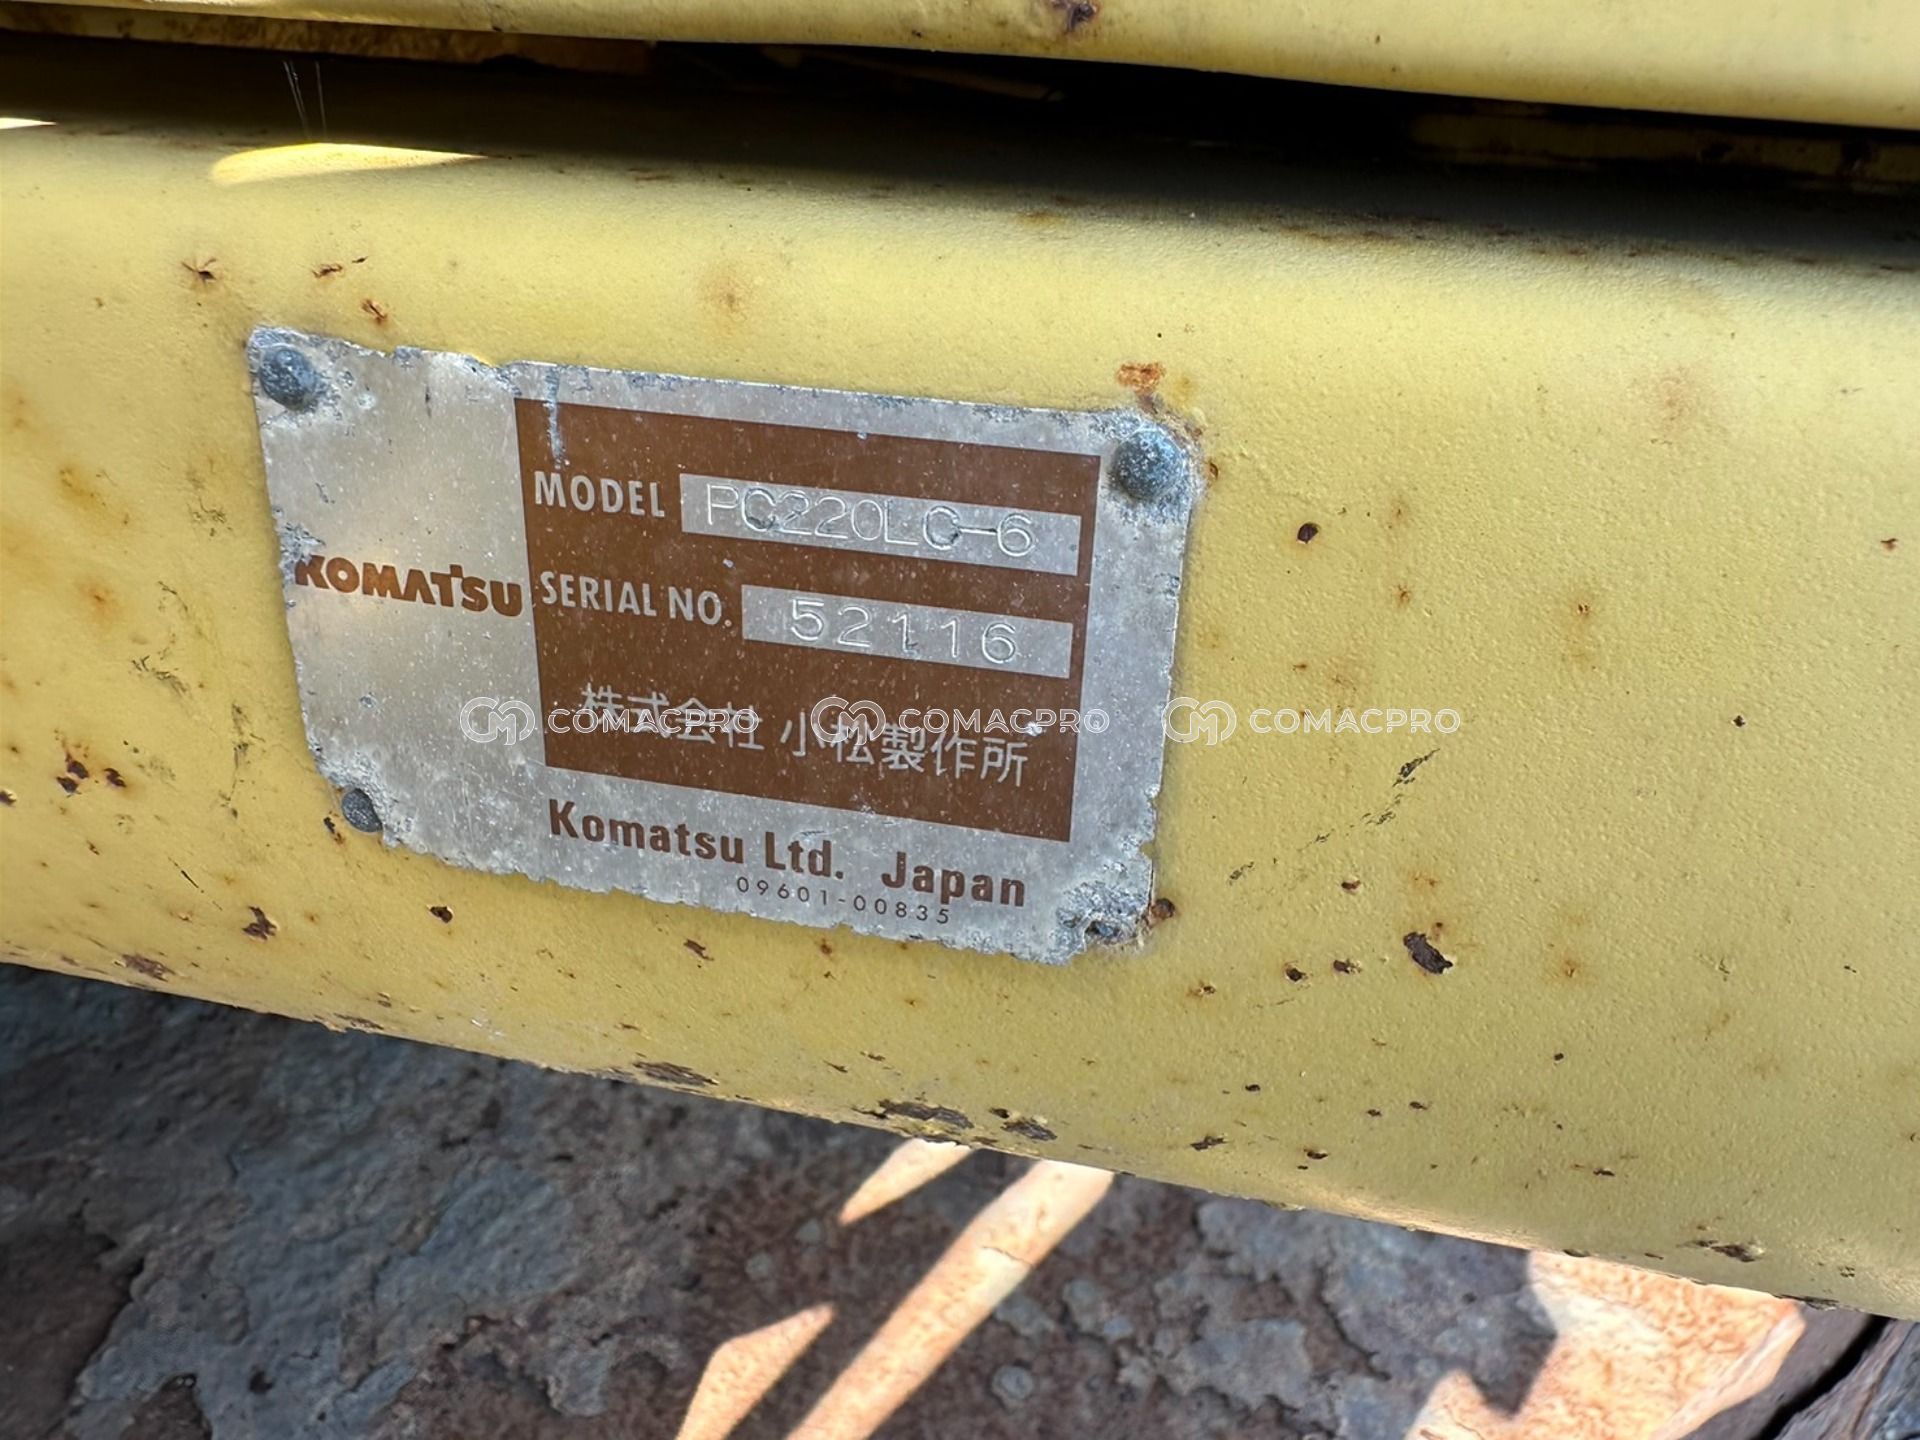 MODEL PC220LC-6
KOMATSU
SERIAL NO. 52116
株式会社 小松製作所
COMACPRO COMACPRO COMACPRO
Komatsu Ltd. Japan
09601-00835